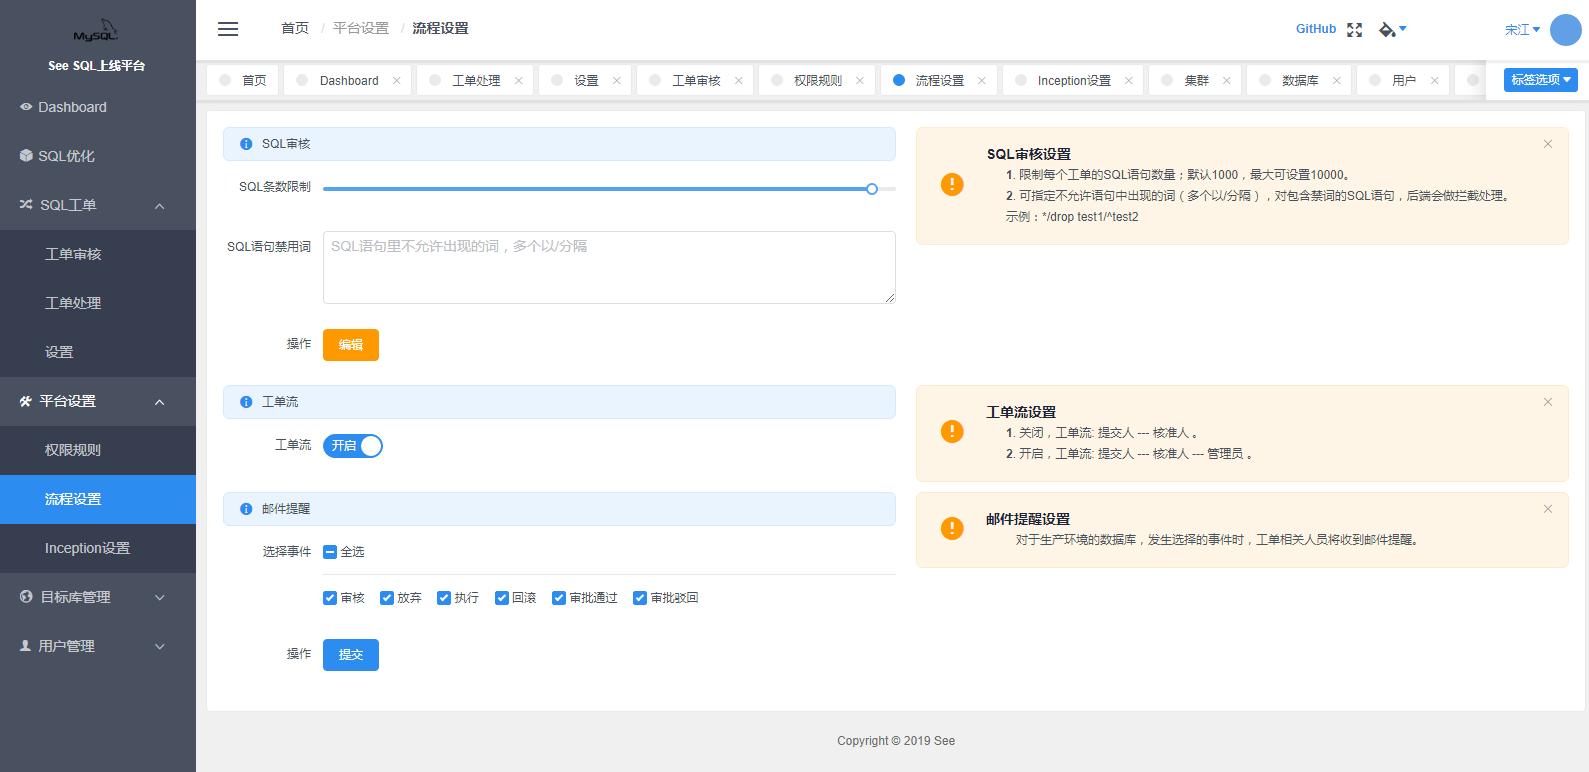 MySQL
See SQL上线平台
Dashboard
SQL优化
SQL工单
工单审核
工单处理
设置
平台设置
权限规则
流程设置
Inception设置
目标库管理
用户管理
首页 / 平台设置 / 流程设置
GitHub
宋江
首页 Dashboard 工单处理 设置 工单审核 权限规则 流程设置 Inception设置 集群 数据库 用户
标签选项
SQL审核
SQL条数限制
SQL语句禁用词
SQL语句里不允许出现的词，多个以/分隔
操作
编辑
SQL审核设置
1. 限制每个工单的SQL语句数量；默认1000，最大可设置10000。
2. 可指定不允许语句中出现的词（多个以/分隔），对包含禁词的SQL语句，后端会做拦截处理。
示例：*/drop test1/^test2
工单流
工单流
开启
工单流设置
1. 关闭，工单流: 提交人 --- 核准人 。
2. 开启，工单流: 提交人 --- 核准人 --- 管理员 。
邮件提醒
选择事件
全选
审核 放弃 执行 回滚 审批通过 审批驳回
操作
提交
邮件提醒设置
对于生产环境的数据库，发生选择的事件时，工单相关人员将收到邮件提醒。
Copyright © 2019 See